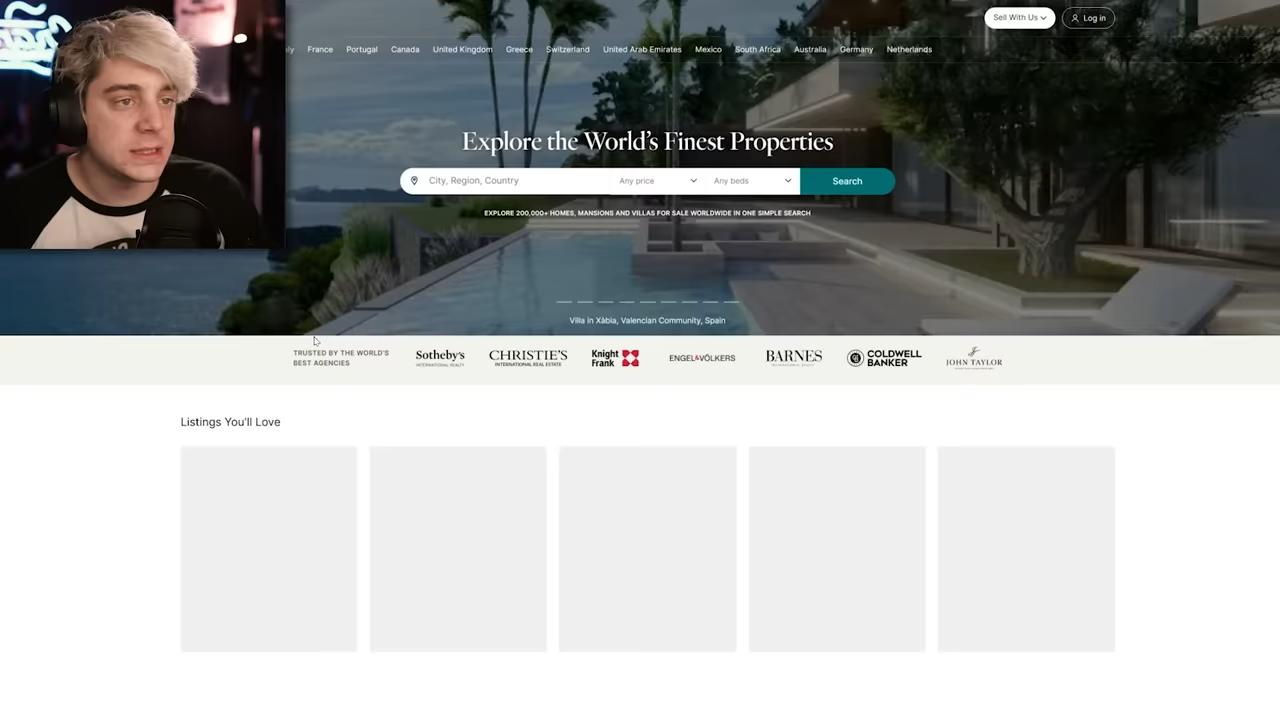 Sell With Us
Log in
France Portugal Canada United Kingdom Greece Switzerland United Arab Emirates Mexico South Africa Australia Germany Netherlands
Explore the World's Finest Properties
City, Region, Country Any price Any beds Search
EXPLORE 200,000+ HOMES, MANSIONS AND VILLAS FOR SALE WORLDWIDE IN ONE SIMPLE SEARCH
Villa in Xàbia, Valencian Community, Spain
TRUSTED BY THE WORLD'S
BEST AGENCIES
Sotheby's
INTERNATIONAL REALTY
CHRISTIE'S
INTERNATIONAL REAL ESTATE
Knight
Frank
ENGEL&VÖLKERS
BARNES
COLDWELL
BANKER
JOHN TAYLOR
Listings You'll Love